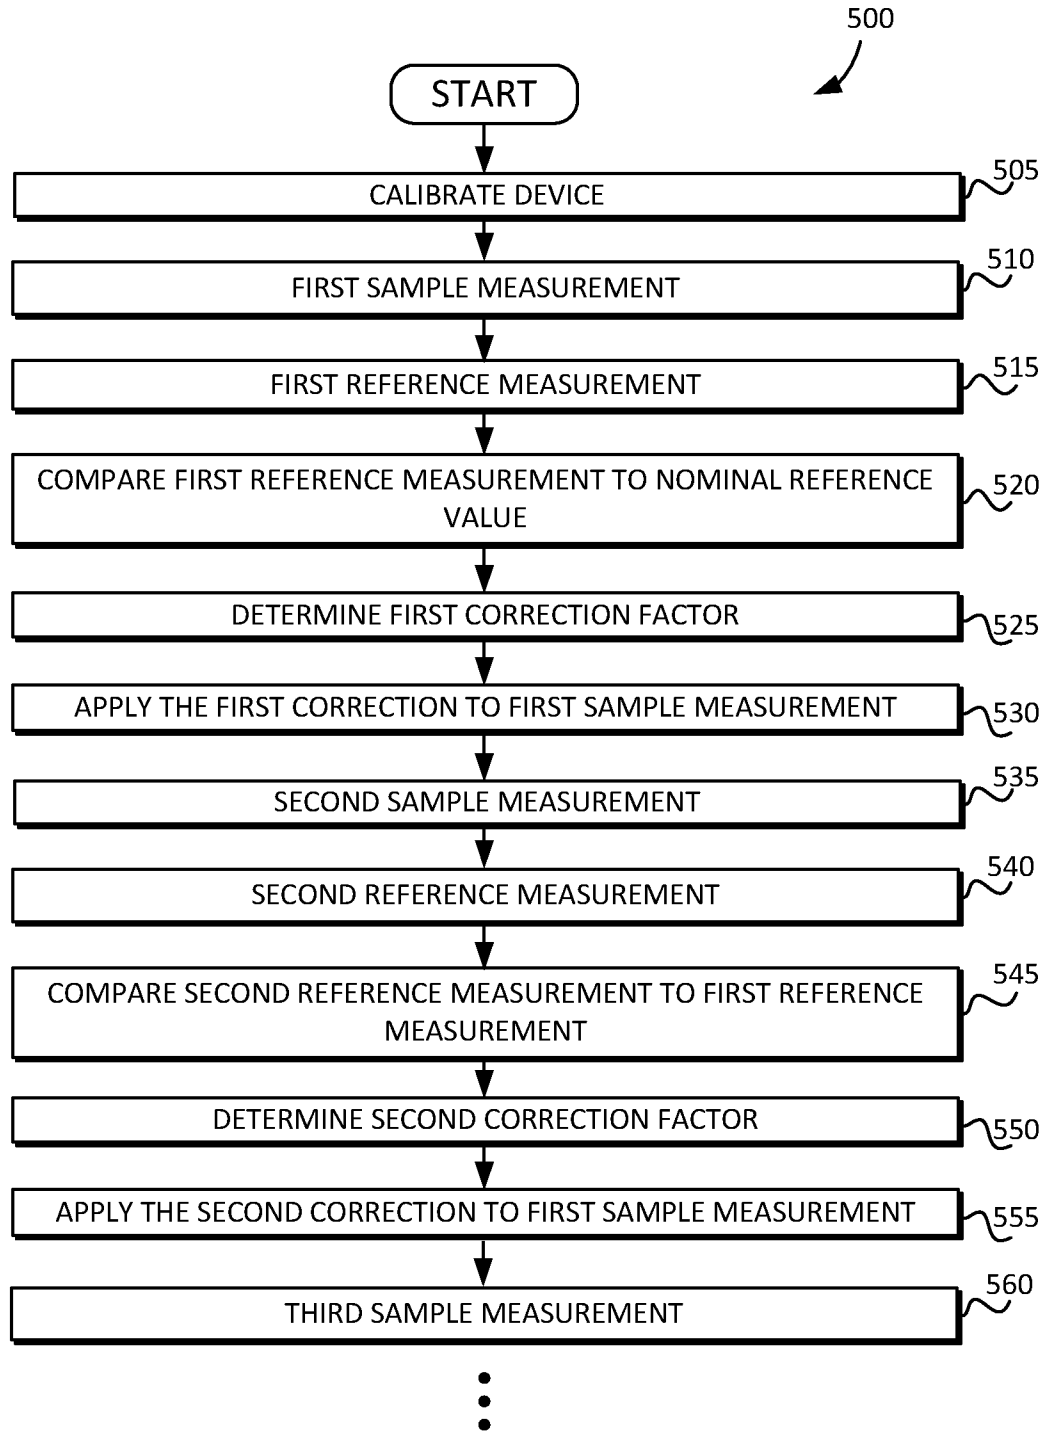 500
START
505
CALIBRATE DEVICE
510
FIRST SAMPLE MEASUREMENT
515
FIRST REFERENCE MEASUREMENT
COMPARE FIRST REFERENCE MEASUREMENT TO NOMINAL REFERENCE
VALUE
520
DETERMINE FIRST CORRECTION FACTOR
525
APPLY THE FIRST CORRECTION TO FIRST SAMPLE MEASUREMENT
530
535
SECOND SAMPLE MEASUREMENT
540
SECOND REFERENCE MEASUREMENT
545
COMPARE SECOND REFERENCE MEASUREMENT TO FIRST REFERENCE
MEASUREMENT
DETERMINE SECOND CORRECTION FACTOR
550
APPLY THE SECOND CORRECTION TO FIRST SAMPLE MEASUREMENT
555
560
THIRD SAMPLE MEASUREMENT